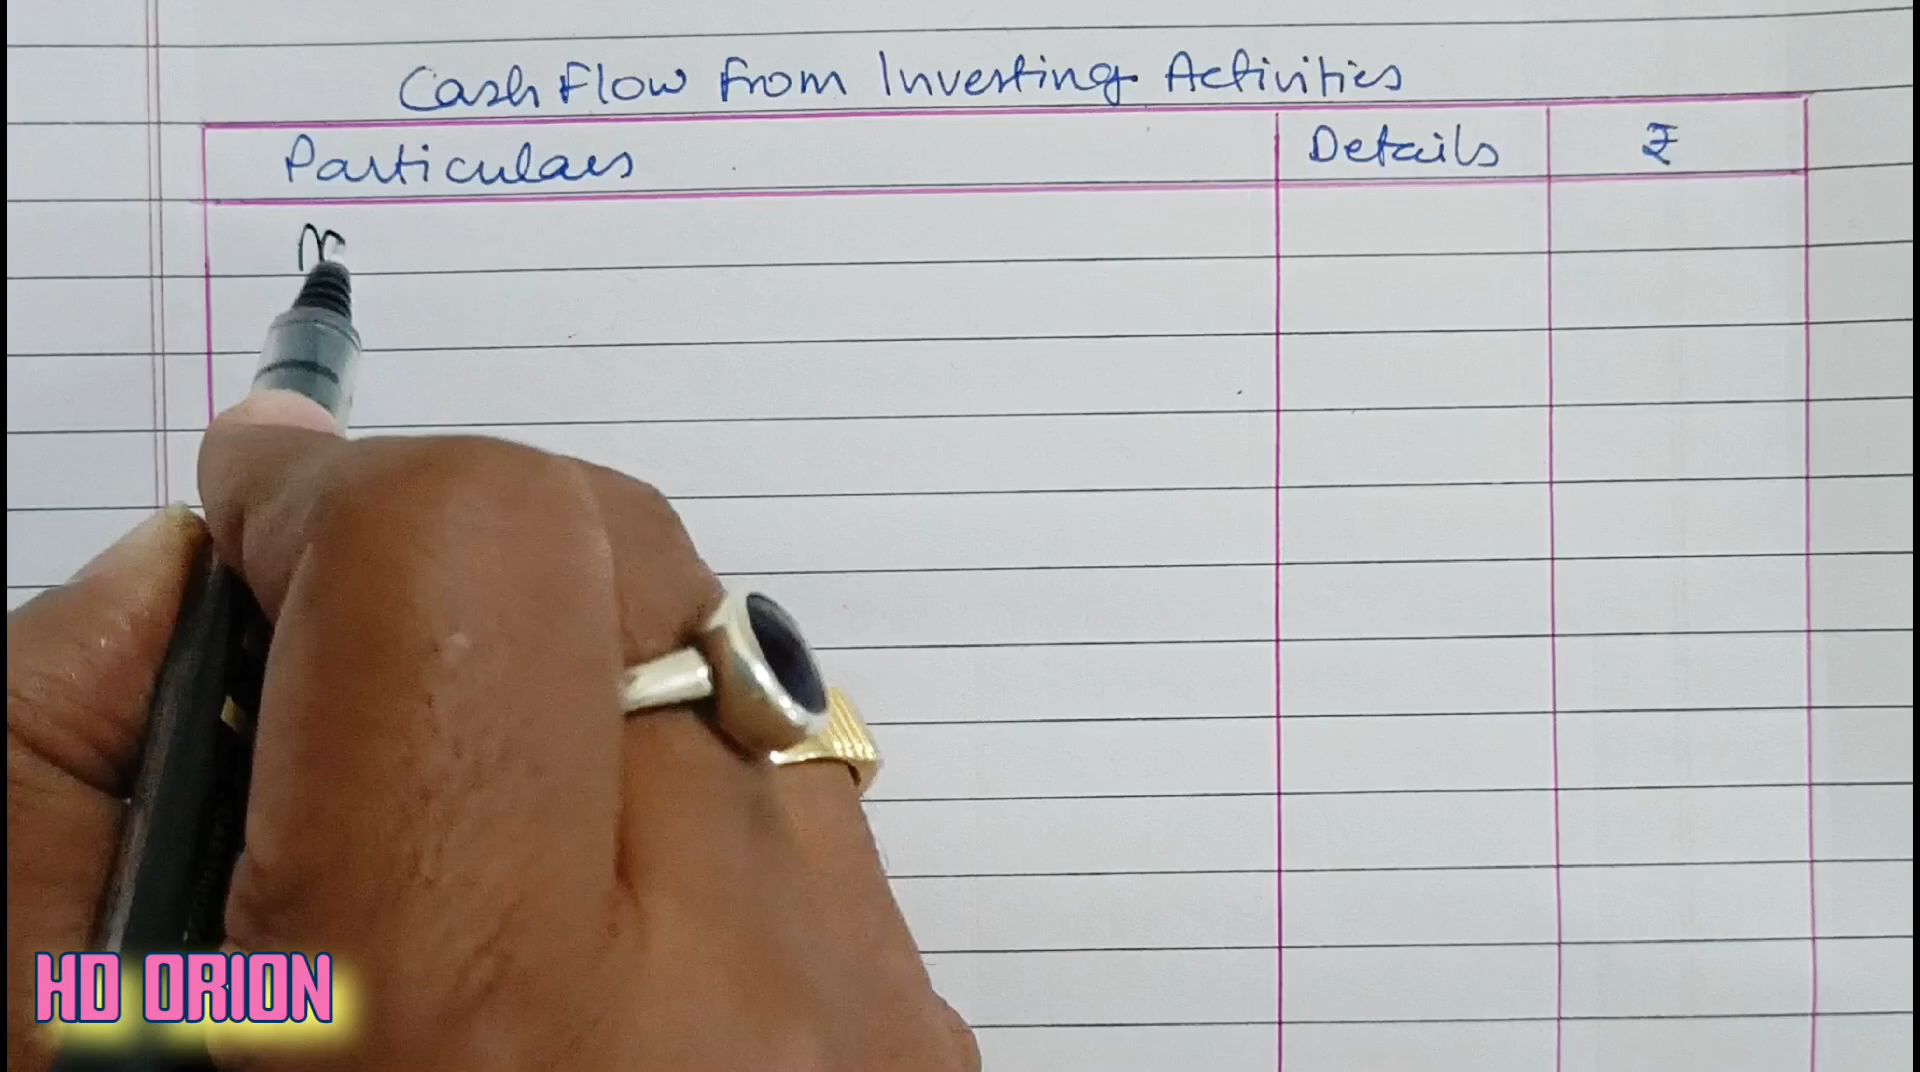 Cash Flow From Investing Activities
Particulars Details ₹
HD ORION